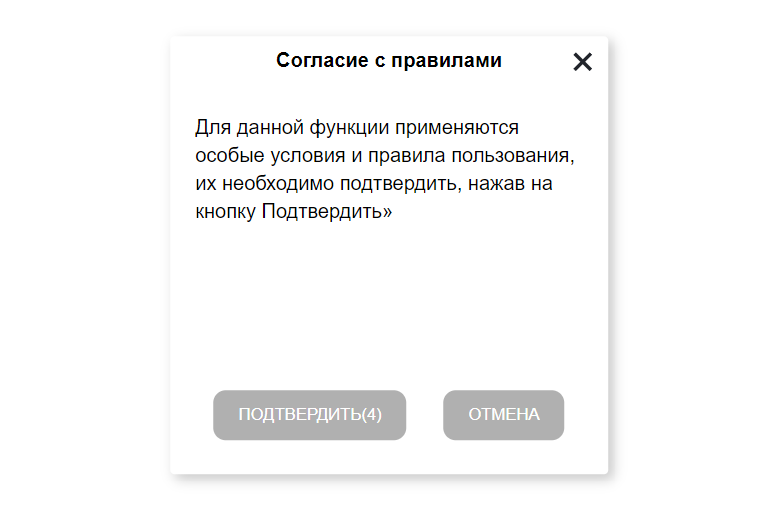 Согласие с правилами
Для данной функции применяются
особые условия и правила пользования,
их необходимо подтвердить, нажав на
кнопку Подтвердить»
ПОДТВЕРДИТЬ(4)
ОТМЕНА